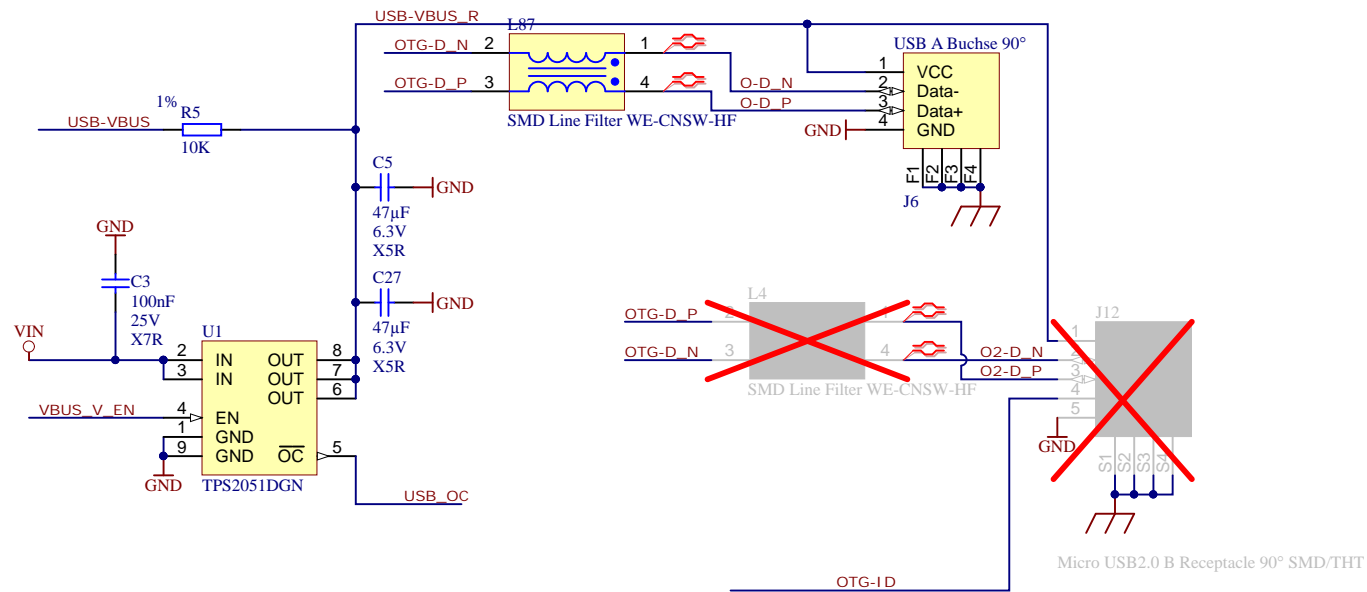 USB-VBUS_R
L87
OTG-D_N 2 1
OTG-D_P 3 4
SMD Line Filter WE-CNSW-HF
USB A Buchse 90°
1 VCC
O-D_N 2 Data-
O-D_P 3 Data+
GND 4 GND
F1 F2 F3 F4
J6
1%
R5
USB-VBUS
10K
C5
GND
47µF
6.3V
X5R
GND
C3
100nF
25V
X7R
C27
GND
47µF
6.3V
X5R
VIN
U1
2 IN OUT 8
3 IN OUT 7
OUT 6
VBUS_V_EN 4 EN
1 GND
9 GND OC 5
GND
TPS2051DGN
USB_OC
L4
OTG-D_P 2 1
OTG-D_N 3 4
SMD Line Filter WE-CNSW-HF
J12
1
O2-D_N 2
O2-D_P 3
4
5
GND
S1 S2 S3 S4
Micro USB2.0 B Receptacle 90° SMD/THT
OTG-ID